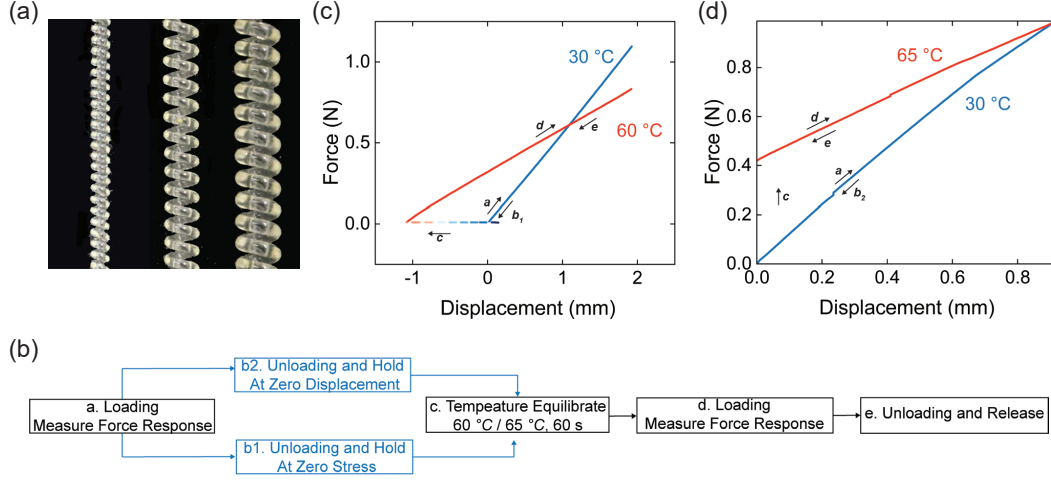 (a)
(c)
1.0
0.5
0.0
Force (N)
30 °C
60 °C
d
e
a
b1
c
-1
0
1
2
Displacement (mm)
(d)
0.8
0.6
0.4
0.2
0.0
Force (N)
65 °C
30 °C
d
e
a
b2
c
0.0
0.2
0.4
0.6
0.8
Displacement (mm)
(b)
b2. Unloading and Hold
At Zero Displacement
a. Loading
Measure Force Response
c. Tempeature Equilibrate
60 °C / 65 °C, 60 s
d. Loading
Measure Force Response
e. Unloading and Release
b1. Unloading and Hold
At Zero Stress